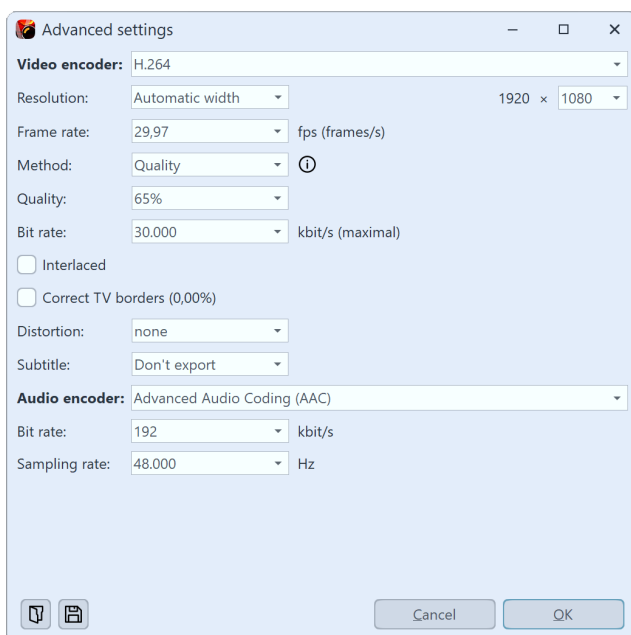 Advanced settings
Video encoder: H.264
Resolution: Automatic width 1920 × 1080
Frame rate: 29,97 fps (frames/s)
Method: Quality
Quality: 65%
Bit rate: 30.000 kbit/s (maximal)
Interlaced
Correct TV borders (0,00%)
Distortion: none
Subtitle: Don't export
Audio encoder: Advanced Audio Coding (AAC)
Bit rate: 192 kbit/s
Sampling rate: 48.000 Hz
Cancel OK